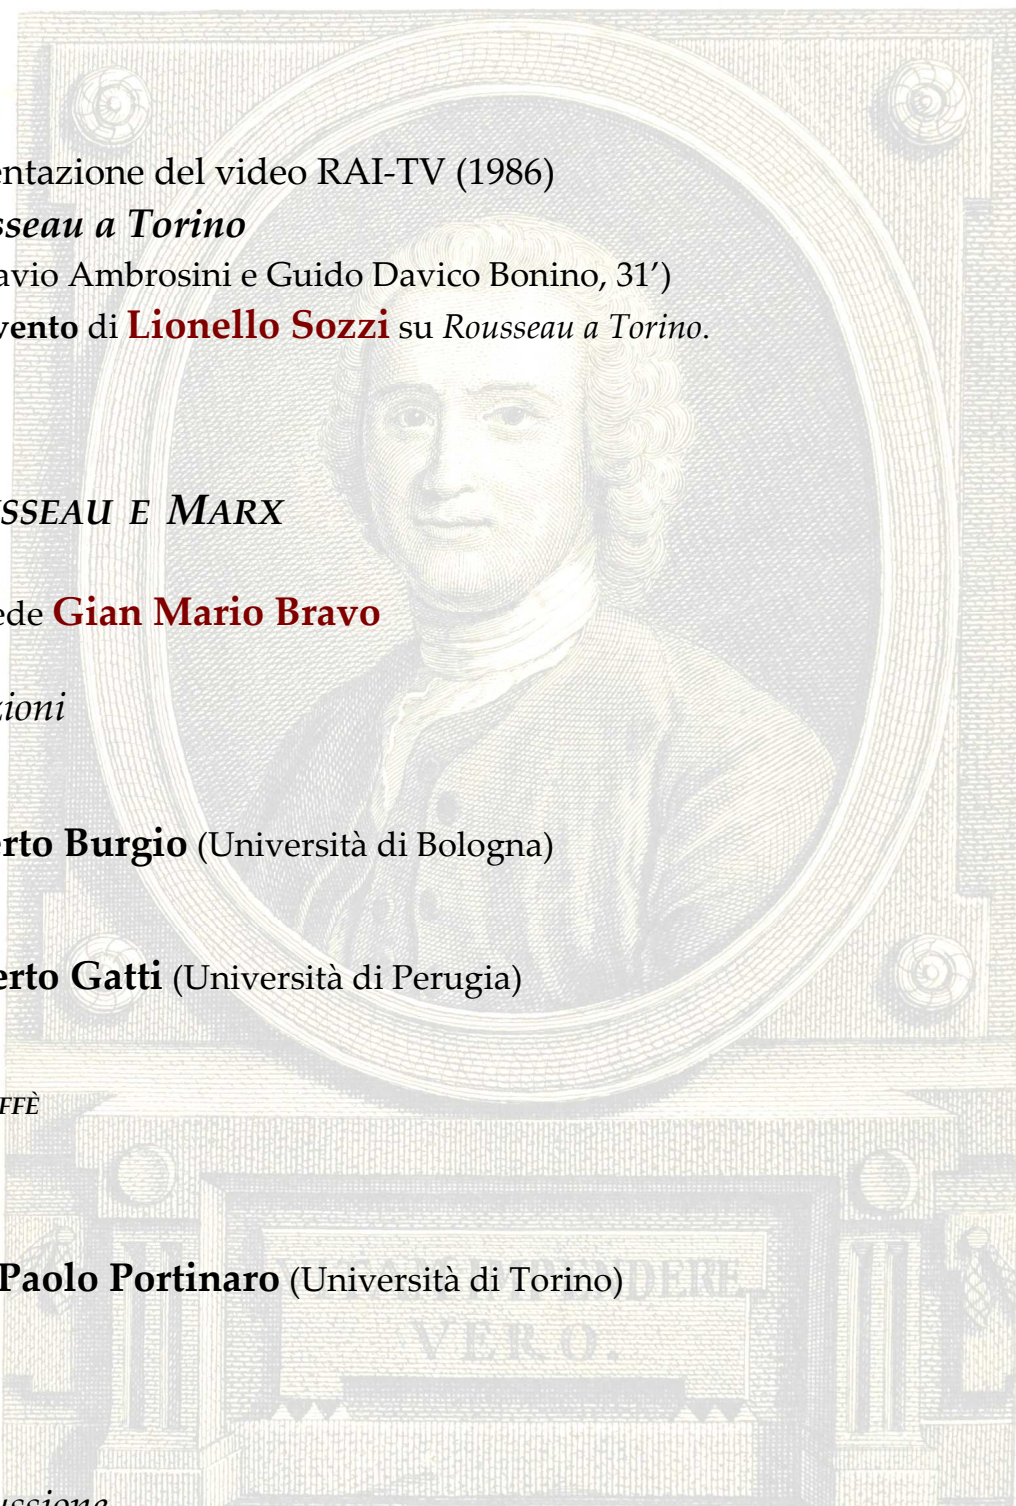 entazione del video RAI-TV (1986)
sseau a Torino
avio Ambrosini e Guido Davico Bonino, 31’)
vento di Lionello Sozzi su Rousseau a Torino.
SSEAU E MARX
ede Gian Mario Bravo
zioni
erto Burgio (Università di Bologna)
erto Gatti (Università di Perugia)
FFÈ
Paolo Portinaro (Università di Torino)
VERO.
ussione